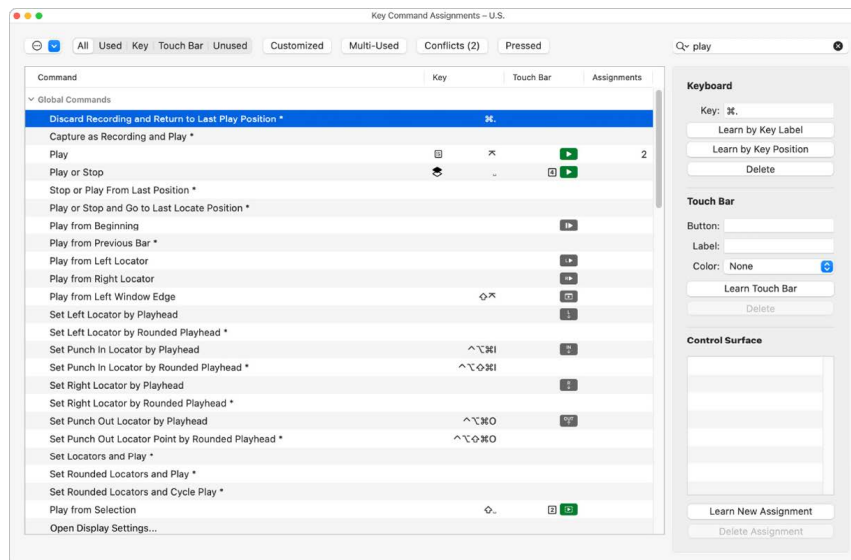 Key Command Assignments – U.S.
All Used Key Touch Bar Unused Customized Multi-Used Conflicts (2) Pressed play
Command Key Touch Bar Assignments
Global Commands
Discard Recording and Return to Last Play Position * ⌘.
Capture as Recording and Play *
Play ⌤ 2
Play or Stop .. 4
Stop or Play From Last Position *
Play or Stop and Go to Last Locate Position *
Play from Beginning
Play from Previous Bar *
Play from Left Locator
Play from Right Locator
Play from Left Window Edge ⇧⌤
Set Left Locator by Playhead
Set Left Locator by Rounded Playhead *
Set Punch In Locator by Playhead ^⌥⌘I IN
Set Punch In Locator by Rounded Playhead * ^⌥⇧⌘I
Set Right Locator by Playhead
Set Right Locator by Rounded Playhead *
Set Punch Out Locator by Playhead ^⌥⌘O OUT
Set Punch Out Locator Point by Rounded Playhead * ^⌥⇧⌘O
Set Locators and Play *
Set Rounded Locators and Play *
Set Rounded Locators and Cycle Play *
Play from Selection ⇧.. 2
Open Display Settings...
Keyboard
Key: ⌘.
Learn by Key Label
Learn by Key Position
Delete
Touch Bar
Button:
Label:
Color: None
Learn Touch Bar
Delete
Control Surface
Learn New Assignment
Delete Assignment